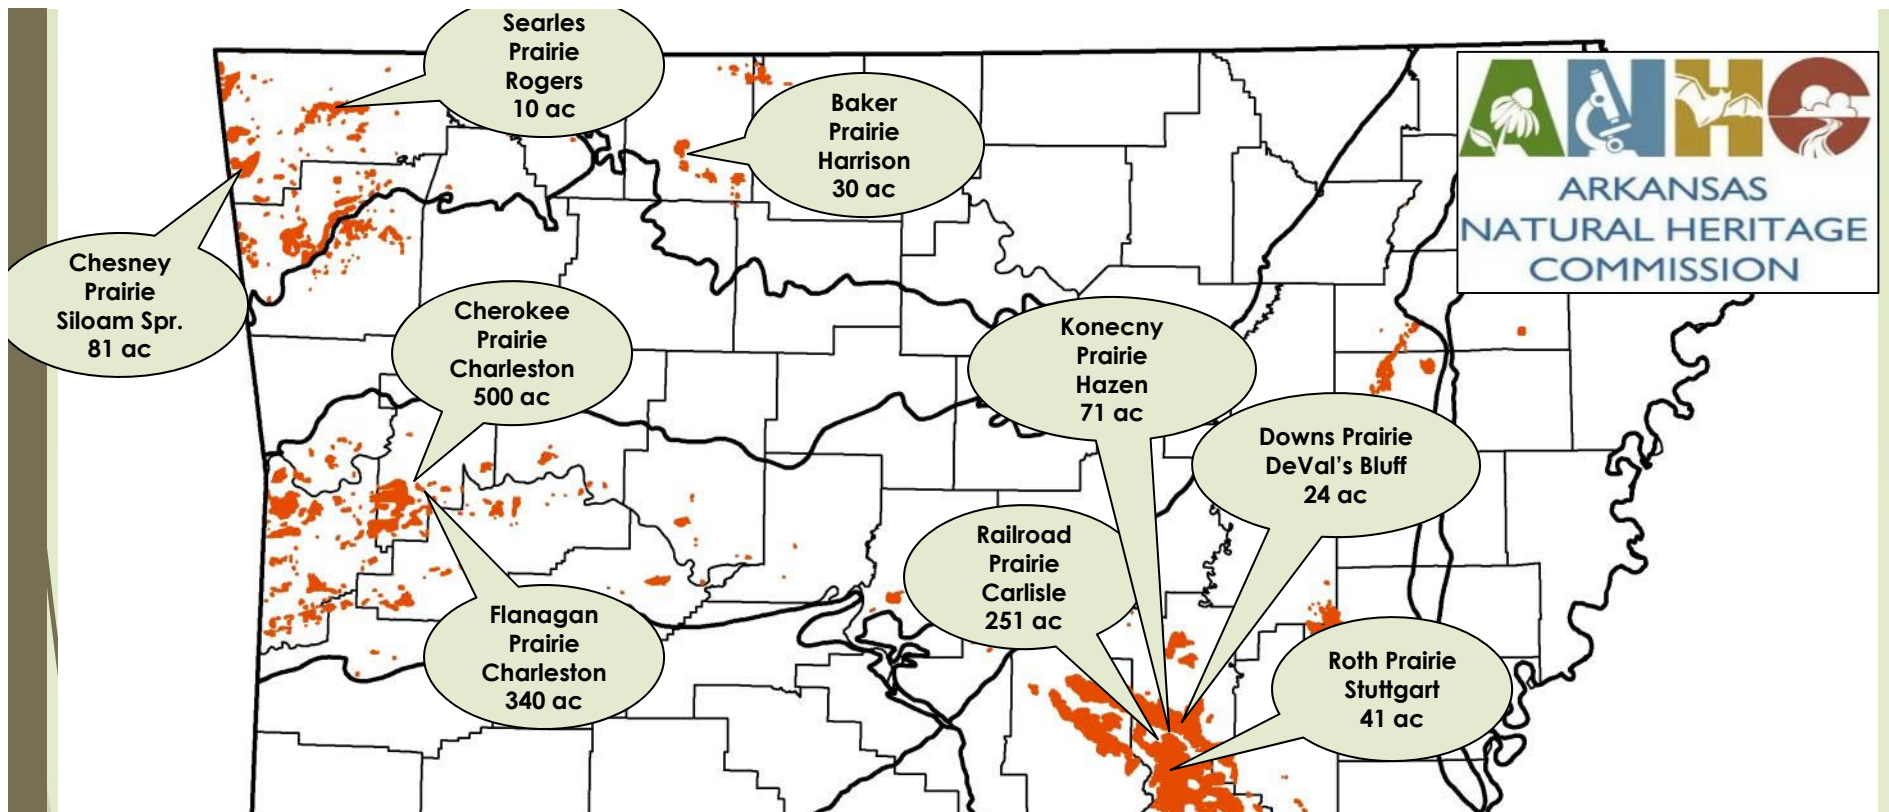 Searles
Prairie
Rogers
10 ac
Baker
Prairie
Harrison
30 ac
ANHC
ARKANSAS
NATURAL HERITAGE
COMMISSION
Chesney
Prairie
Siloam Spr.
81 ac
Cherokee
Prairie
Charleston
500 ac
Konecny
Prairie
Hazen
71 ac
Downs Prairie
DeVal’s Bluff
24 ac
Railroad
Prairie
Carlisle
251 ac
Flanagan
Prairie
Charleston
340 ac
Roth Prairie
Stuttgart
41 ac